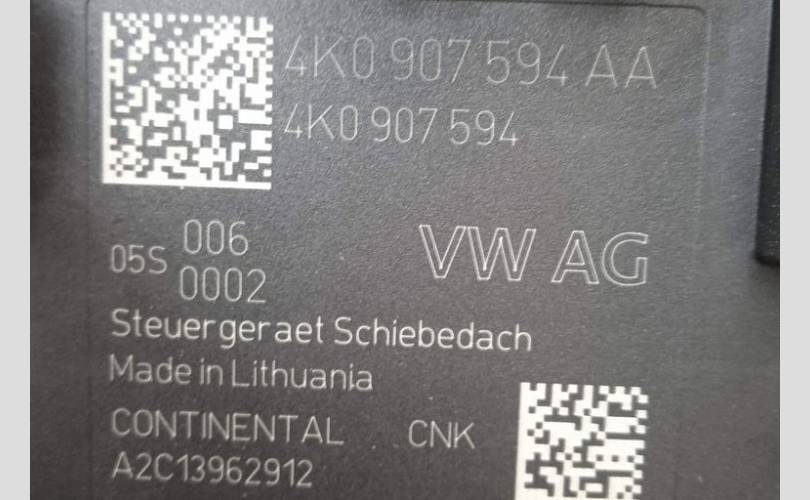 4K0 907 594 AA
4K0 907 594
05S 006
0002
VW AG
Steuergeraet Schiebedach
Made in Lithuania
CONTINENTAL CNK
A2C13962912